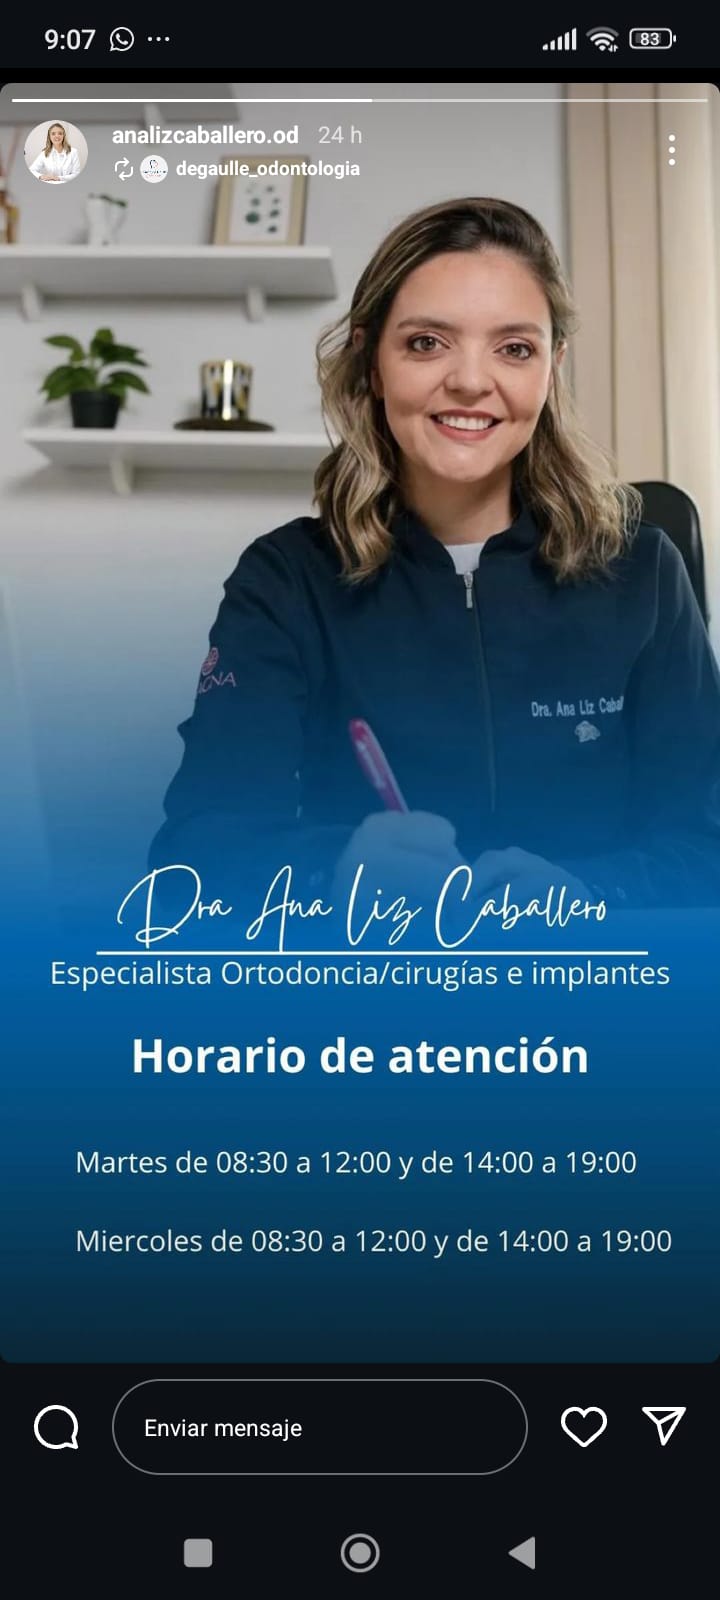 9:07
83
analizcaballero.od 24 h
degaulle_odontologia
Dra. Ana Liz
Dra Ana Liz Caballero
Especialista Ortodoncia/cirugías e implantes
Horario de atención
Martes de 08:30 a 12:00 y de 14:00 a 19:00
Miercoles de 08:30 a 12:00 y de 14:00 a 19:00
Enviar mensaje